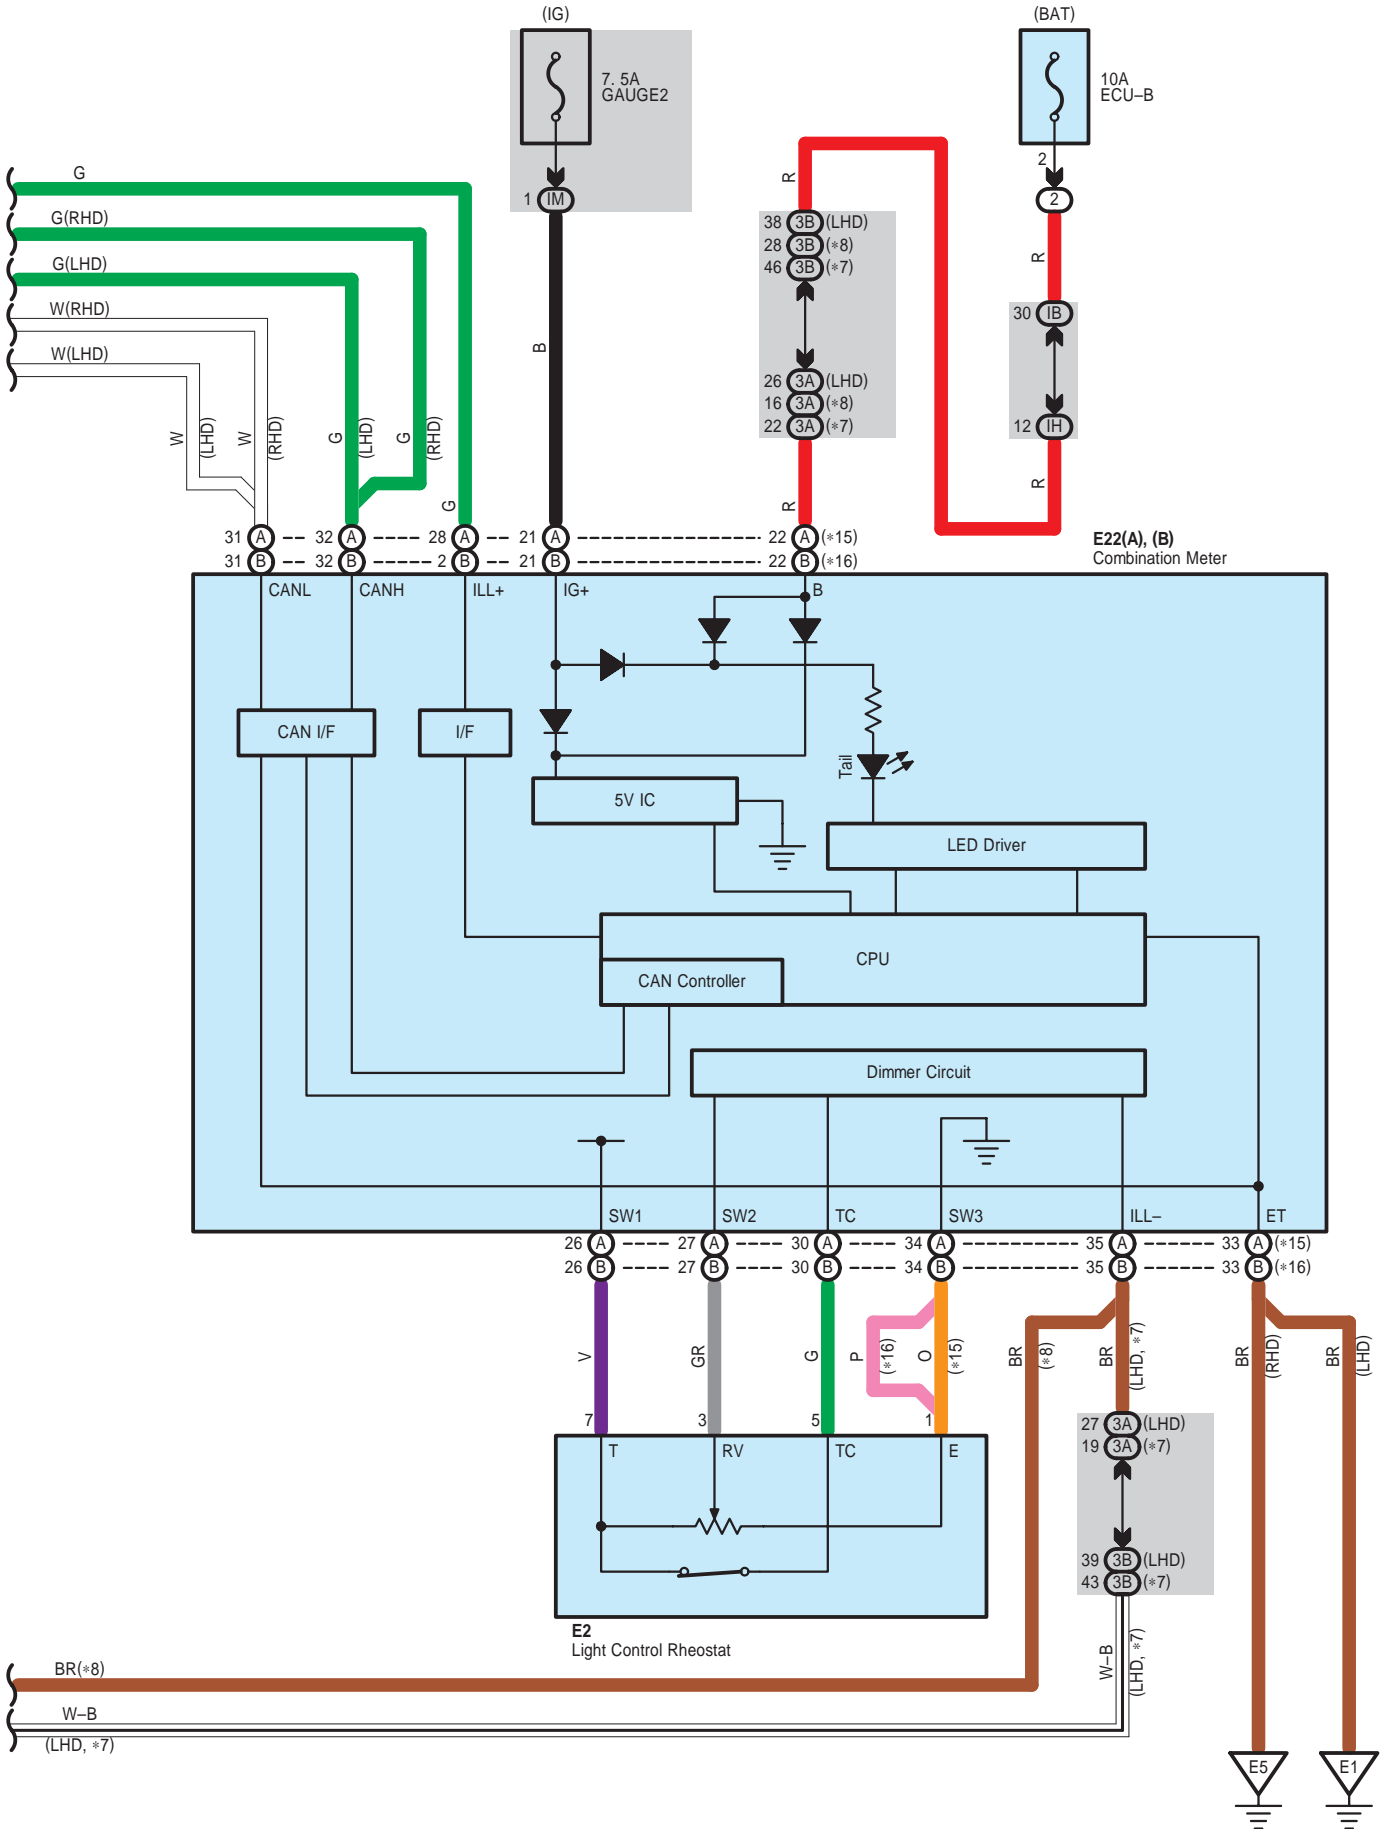 (IG)
(BAT)
7. 5A
GAUGE2
10A
ECU–B
2
1 IM
2
G
G(RHD)
G(LHD)
W(RHD)
W(LHD)
R
38 3B (LHD)
28 3B (*8)
46 3B (*7)
R
30 IB
B
26 3A (LHD)
16 3A (*8)
22 3A (*7)
12 IH
W
(LHD)
W
(RHD)
G
(LHD)
G
(RHD)
G
R
R
31 A 32 A 28 A 21 A 22 A (*15)
31 B 32 B 2 B 21 B 22 B (*16)
E22(A), (B)
Combination Meter
CANL CANH ILL+ IG+ B
CAN I/F
I/F
Tail
5V IC
LED Driver
CPU
CAN Controller
Dimmer Circuit
SW1 SW2 TC SW3 ILL– ET
26 A 27 A 30 A 34 A 35 A 33 A (*15)
26 B 27 B 30 B 34 B 35 B 33 B (*16)
V
GR
G
P
(*16)
O
(*15)
BR
(*8)
BR
(LHD, *7)
BR
(RHD)
BR
(LHD)
7 3 5 1
27 3A (LHD)
19 3A (*7)
T RV TC E
39 3B (LHD)
43 3B (*7)
E2
Light Control Rheostat
W–B
(LHD, *7)
BR(*8)
W–B
(LHD, *7)
E5 E1